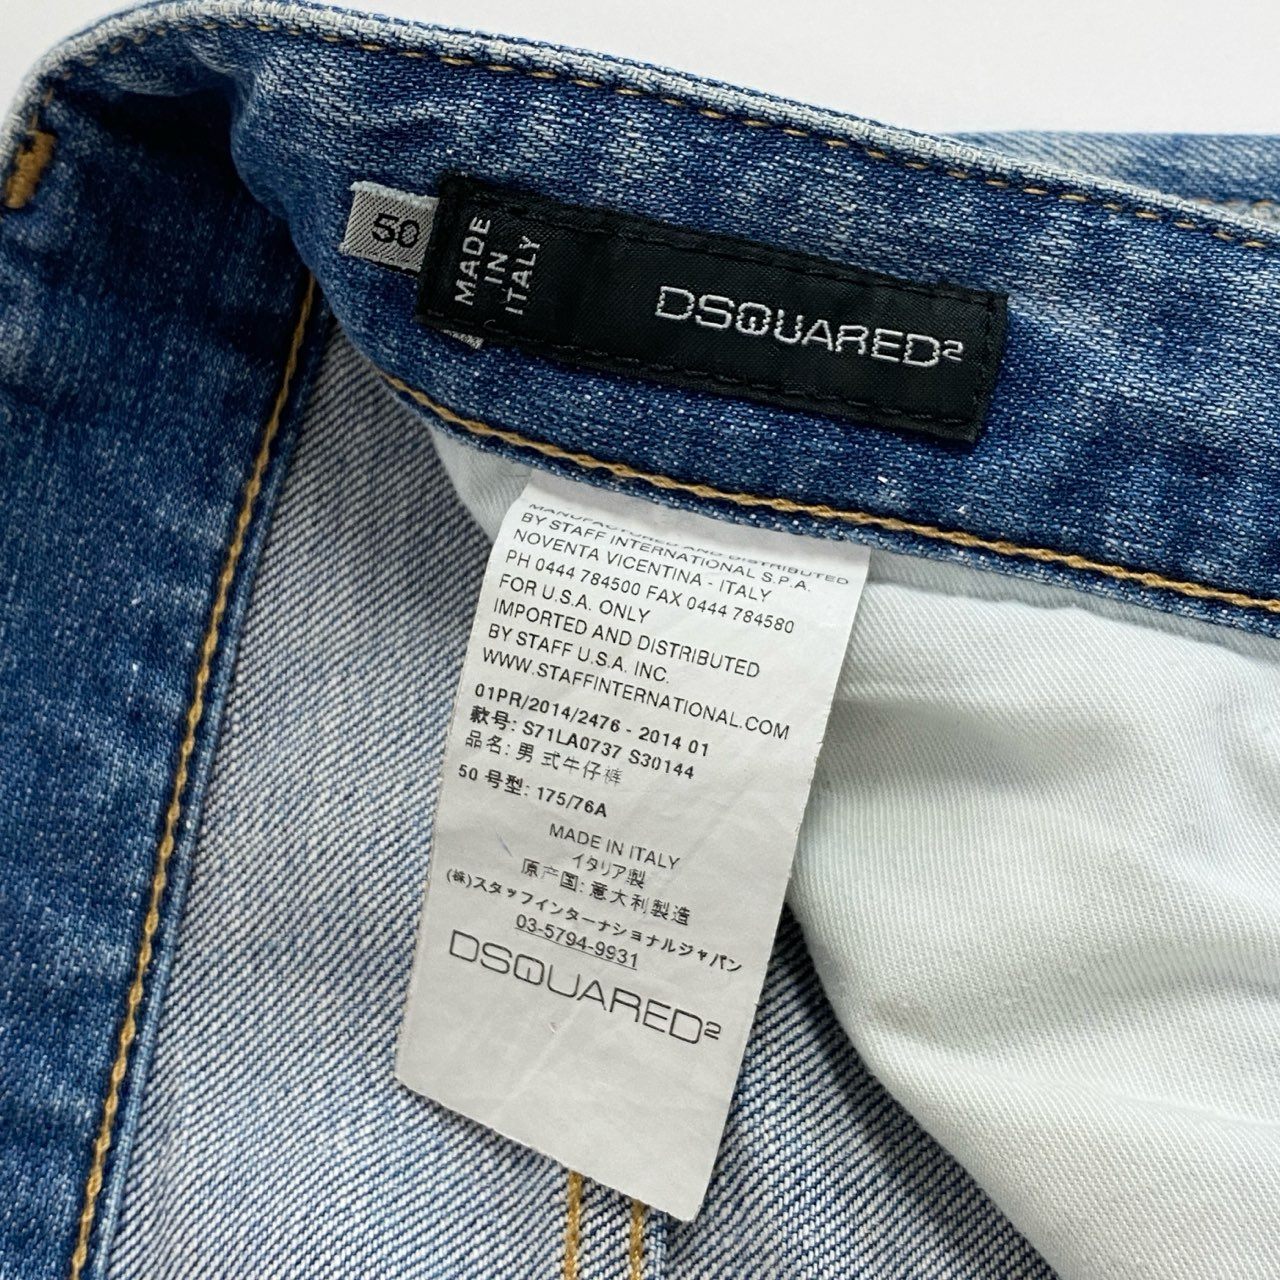 50
MADE
IN
ITALY
DSQUARED2
MANUFACTURED AND DISTRIBUTED
BY STAFF INTERNATIONAL S.P.A.
NOVENTA VICENTINA - ITALY
PH 0444 784500 FAX 0444 784580
FOR U.S.A. ONLY
IMPORTED AND DISTRIBUTED
BY STAFF U.S.A. INC.
WWW.STAFFINTERNATIONAL.COM
01PR/2014/2476 - 2014 01
款号: S71LA0737 S30144
品名: 男 式牛仔裤
50 号型: 175/76A
MADE IN ITALY
イタリア製
原产国: 意大利製造
(株)スタッフインターナショナルジャパン
03-5794-9931
DSQUARED2